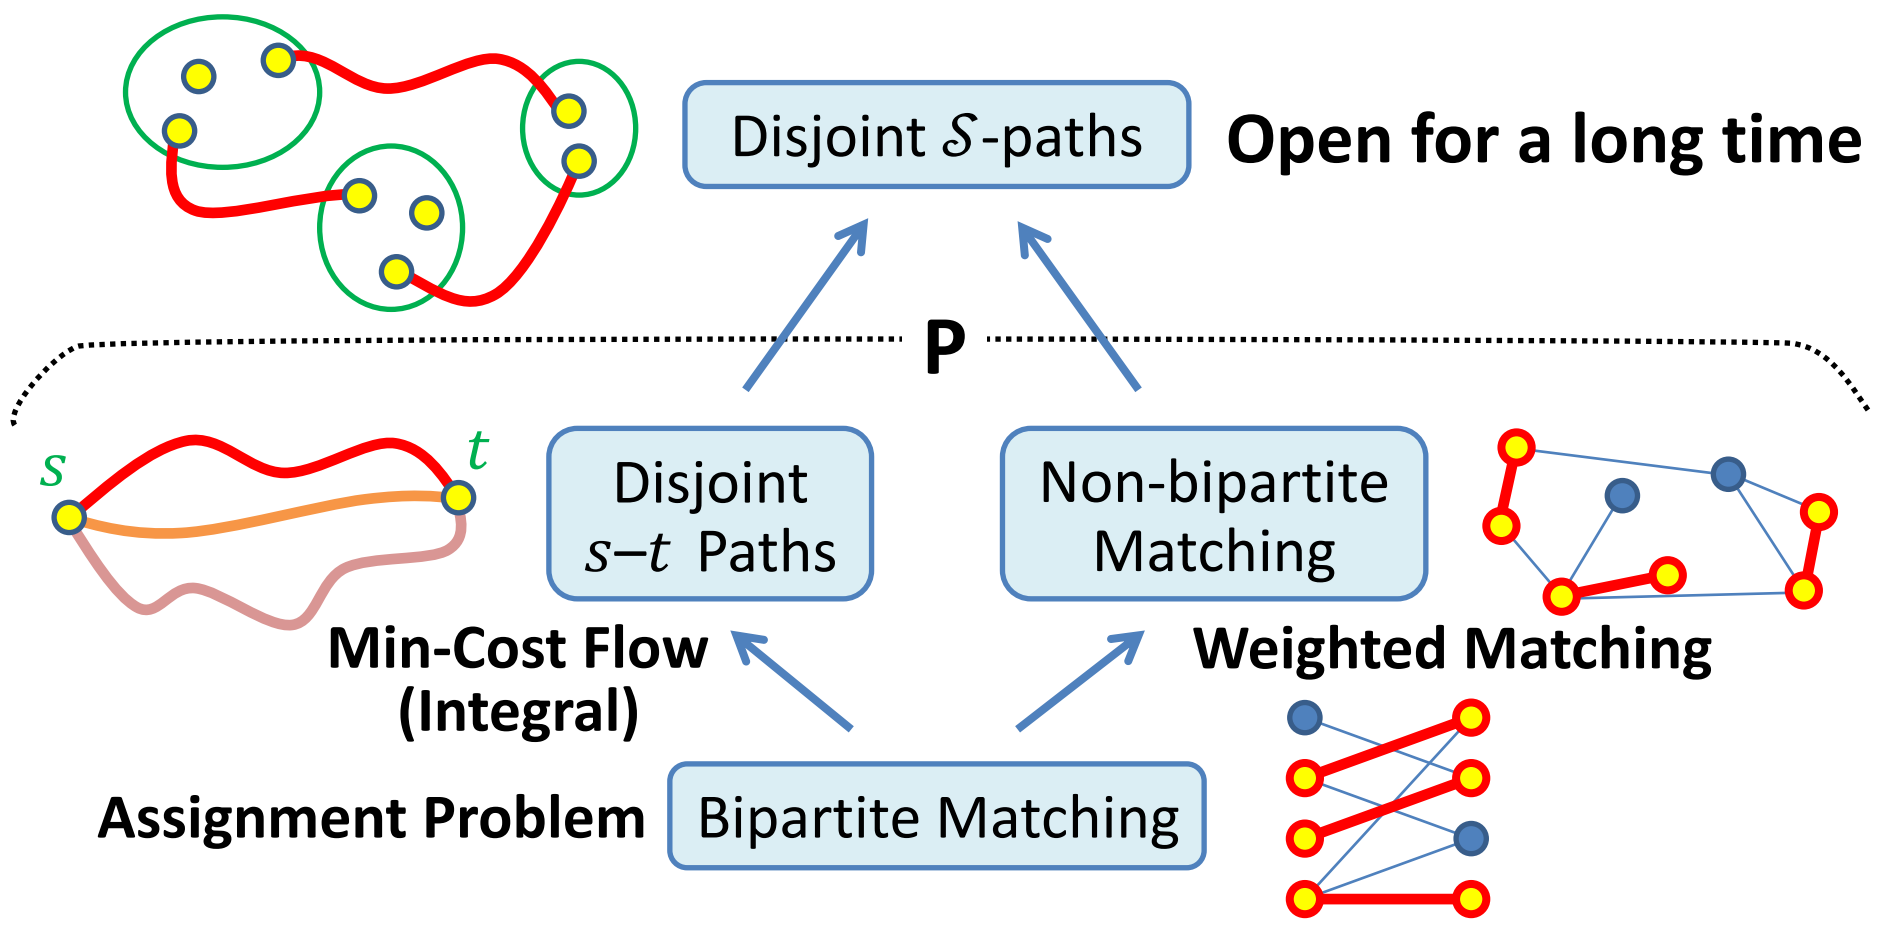 Disjoint 𝒮-paths
Open for a long time
P
s
t
Disjoint
s–t Paths
Non-bipartite
Matching
Min-Cost Flow
(Integral)
Weighted Matching
Assignment Problem
Bipartite Matching